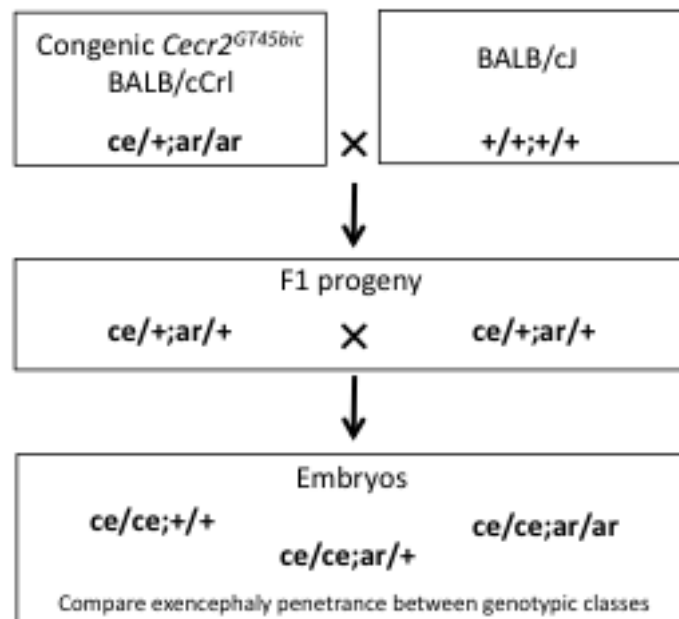 Congenic Cecr2GT45bic
BALB/cCrl
ce/+;ar/ar
×
BALB/cJ
+/+;+/+
F1 progeny
ce/+;ar/+ × ce/+;ar/+
Embryos
ce/ce;+/+
ce/ce;ar/+
ce/ce;ar/ar
Compare exencephaly penetrance between genotypic classes